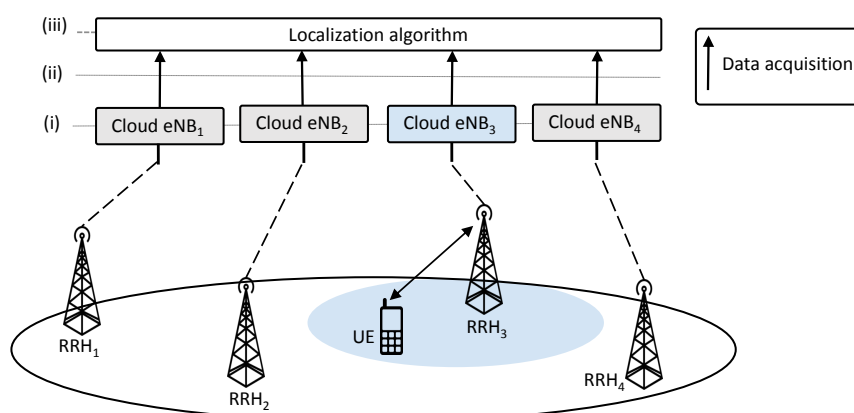 (iii)
Localization algorithm
Data acquisition
(ii)
(i)
Cloud eNB₁
Cloud eNB₂
Cloud eNB₃
Cloud eNB₄
RRH₁
RRH₂
UE
RRH₃
RRH₄